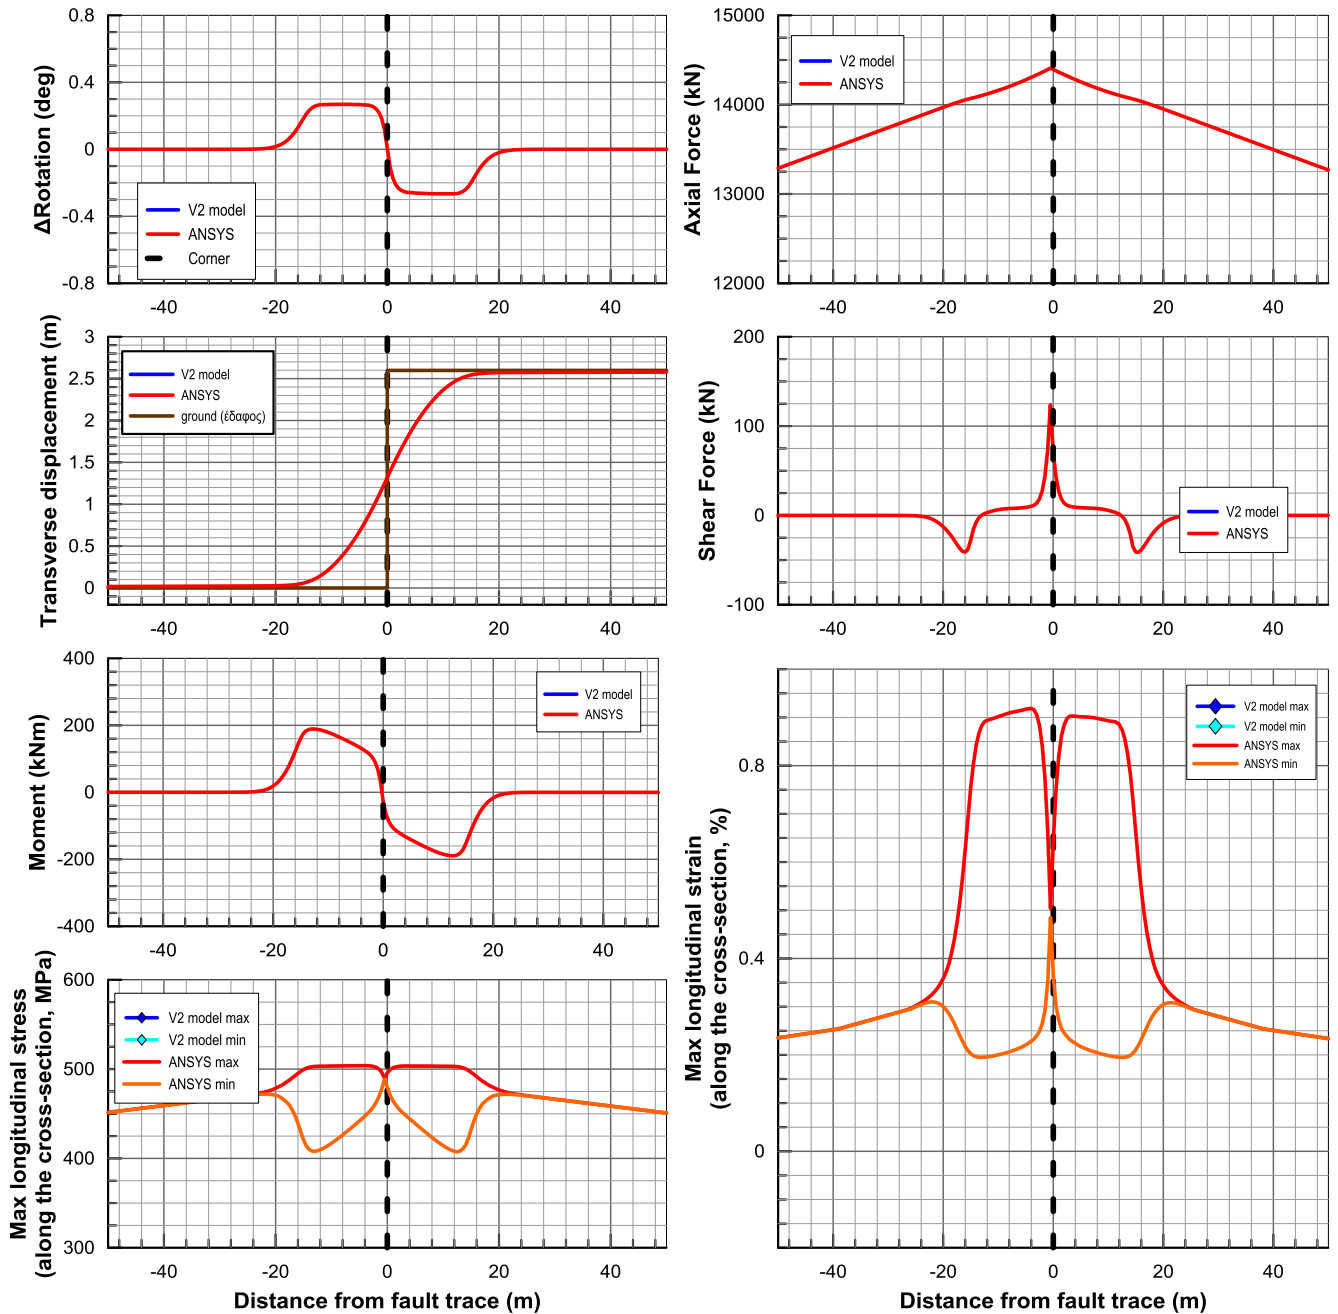 0.8
0.4
0
-0.4
-0.8
ΔRotation (deg)
V2 model
ANSYS
Corner
-40 -20 0 20 40
15000
14000
13000
12000
Axial Force (kN)
V2 model
ANSYS
-40 -20 0 20 40
3
2.5
2
1.5
1
0.5
0
Transverse displacement (m)
V2 model
ANSYS
ground (έδαφος)
-40 -20 0 20 40
200
100
0
-100
Shear Force (kN)
V2 model
ANSYS
-40 -20 0 20 40
400
200
0
-200
-400
Moment (kNm)
V2 model
ANSYS
-40 -20 0 20 40
600
500
400
300
Max longitudinal stress
(along the cross-section, MPa)
V2 model max
V2 model min
ANSYS max
ANSYS min
-40 -20 0 20 40
Distance from fault trace (m)
0.8
0.4
0
Max longitudinal strain
(along the cross-section, %)
V2 model max
V2 model min
ANSYS max
ANSYS min
-40 -20 0 20 40
Distance from fault trace (m)